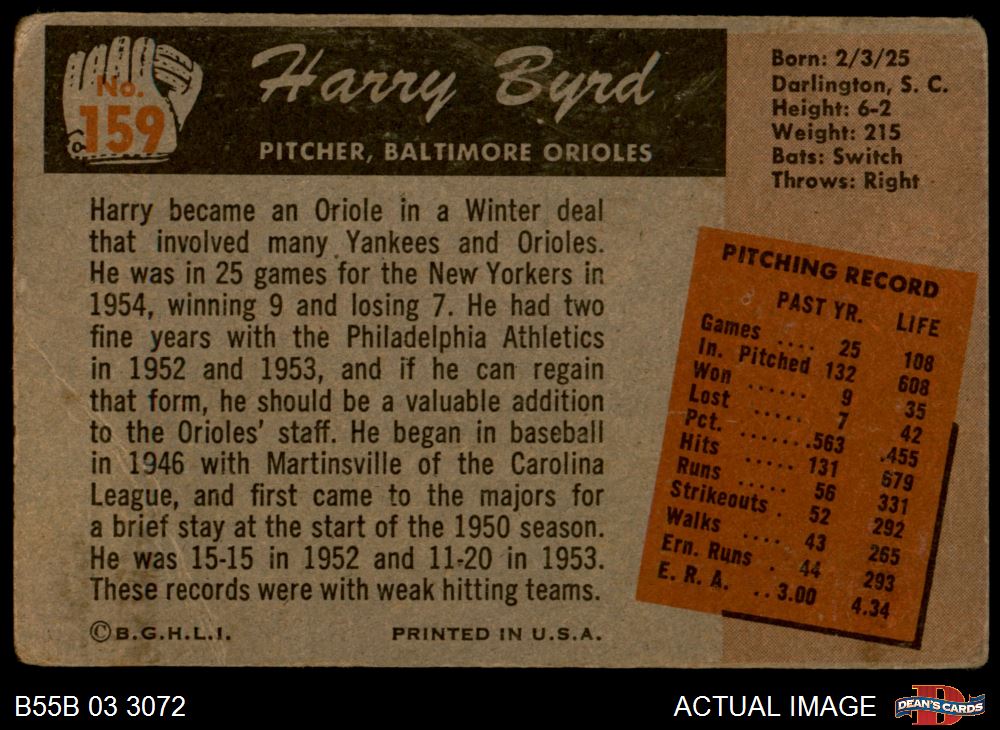 No.
159
Harry Byrd
PITCHER, BALTIMORE ORIOLES
Born: 2/3/25
Darlington, S. C.
Height: 6-2
Weight: 215
Bats: Switch
Throws: Right
Harry became an Oriole in a Winter deal
that involved many Yankees and Orioles.
He was in 25 games for the New Yorkers in
1954, winning 9 and losing 7. He had two
fine years with the Philadelphia Athletics
in 1952 and 1953, and if he can regain
that form, he should be a valuable addition
to the Orioles' staff. He began in baseball
in 1946 with Martinsville of the Carolina
League, and first came to the majors for
a brief stay at the start of the 1950 season.
He was 15-15 in 1952 and 11-20 in 1953.
These records were with weak hitting teams.
©B.G.H.L.I. PRINTED IN U.S.A.
PITCHING RECORD
PAST YR. LIFE
Games .... 25 108
In. Pitched 132 608
Won ...... 9 35
Lost ..... 7 42
Pct. .......563 .455
Hits ..... 131 679
Runs ..... 56 331
Strikeouts . 52 292
Walks .... 43 265
Ern. Runs . 44 293
E. R. A. ..3.00 4.34
B55B 03 3072
ACTUAL IMAGE
DEAN'S CARDS